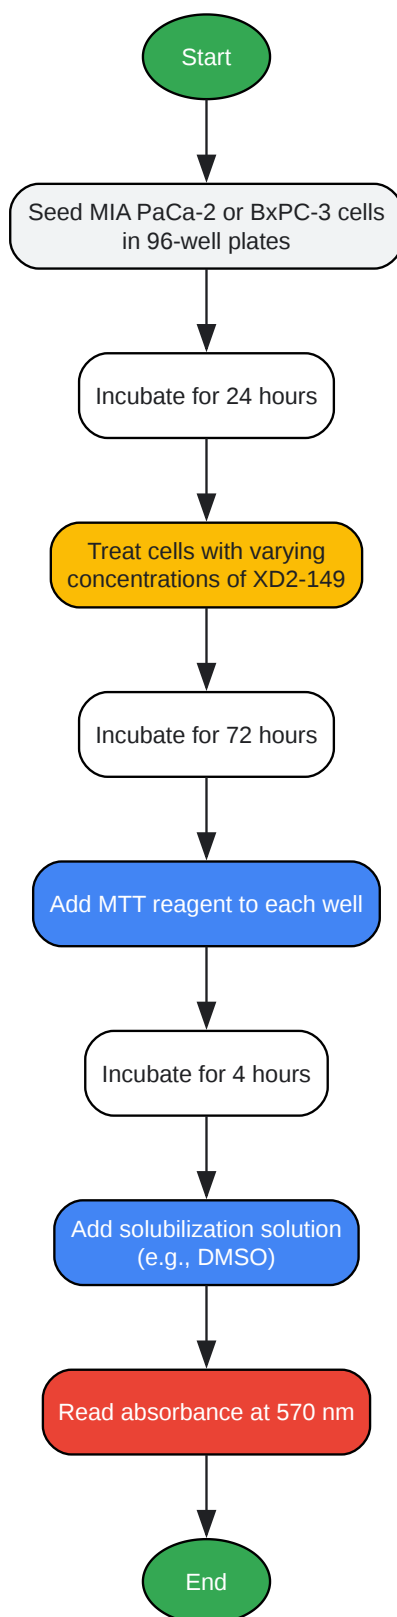 Start
Seed MIA PaCa-2 or BxPC-3 cells
in 96-well plates
Incubate for 24 hours
Treat cells with varying
concentrations of XD2-149
Incubate for 72 hours
Add MTT reagent to each well
Incubate for 4 hours
Add solubilization solution
(e.g., DMSO)
Read absorbance at 570 nm
End